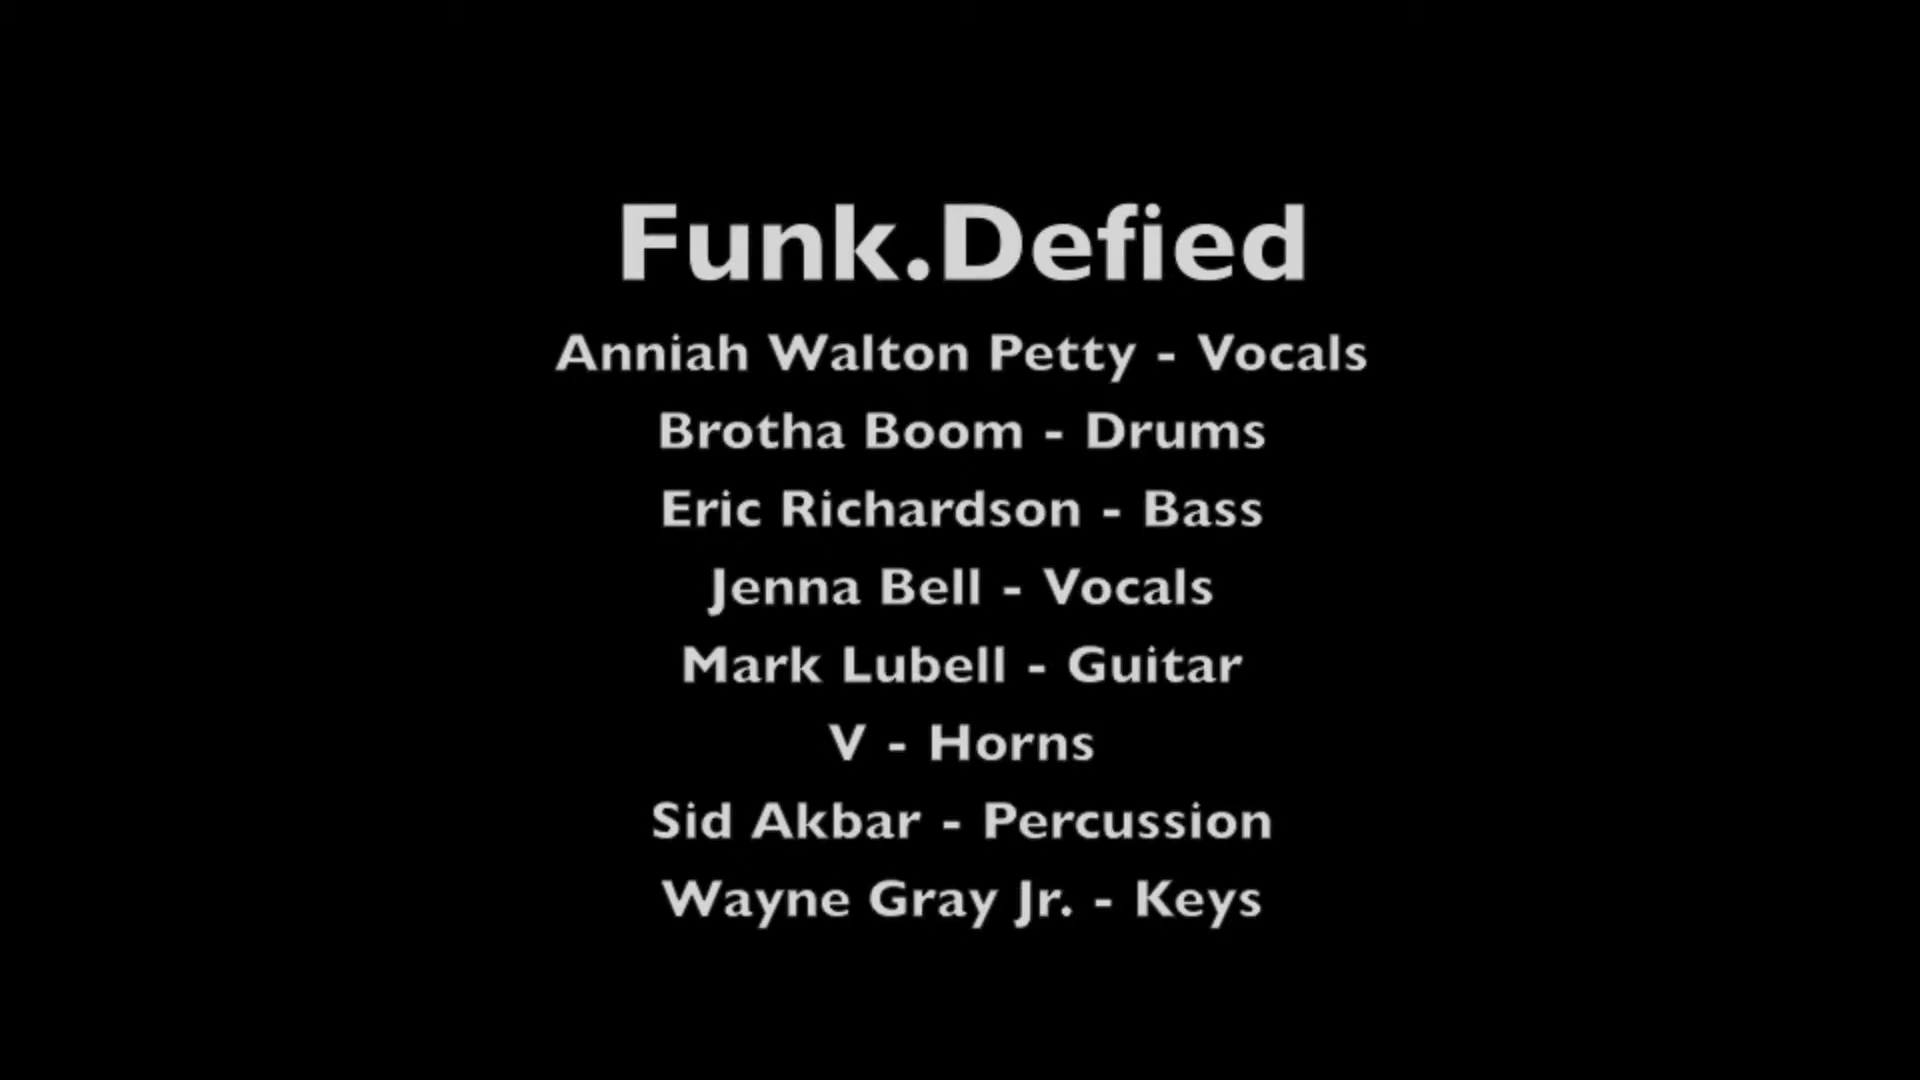 Funk.Defied
Anniah Walton Petty - Vocals
Brotha Boom - Drums
Eric Richardson - Bass
Jenna Bell - Vocals
Mark Lubell - Guitar
V - Horns
Sid Akbar - Percussion
Wayne Gray Jr. - Keys